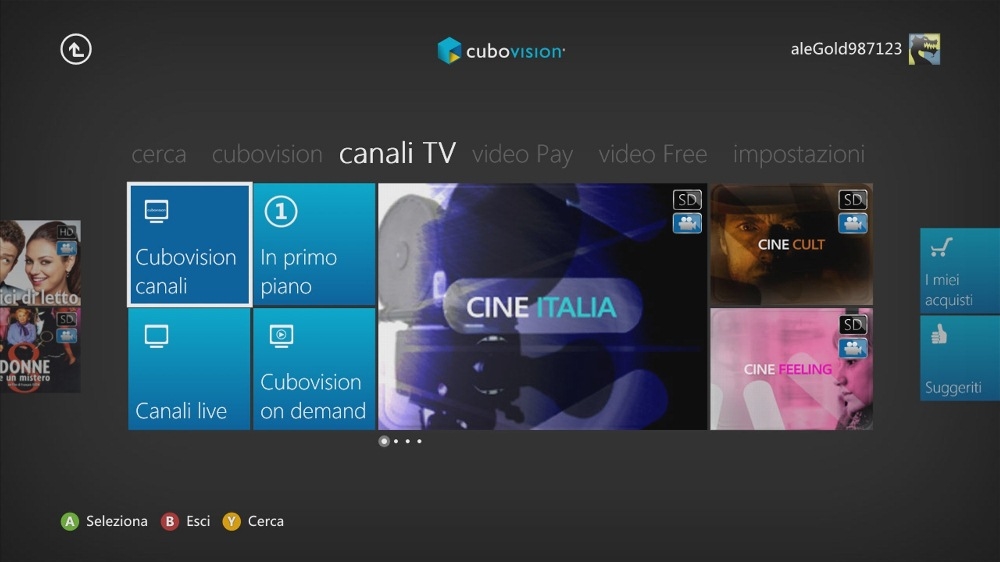 cubovision
aleGold987123
cerca cubovision canali TV video Pay video Free impostazioni
HD
ici di letto
SD
DONNE
e un mistero
Cubovision
canali
1
In primo
piano
Canali live
Cubovision
on demand
SD
CINE ITALIA
SD
CINE CULT
SD
CINE FEELING
I miei
acquisti
Suggeriti
A Seleziona B Esci Y Cerca